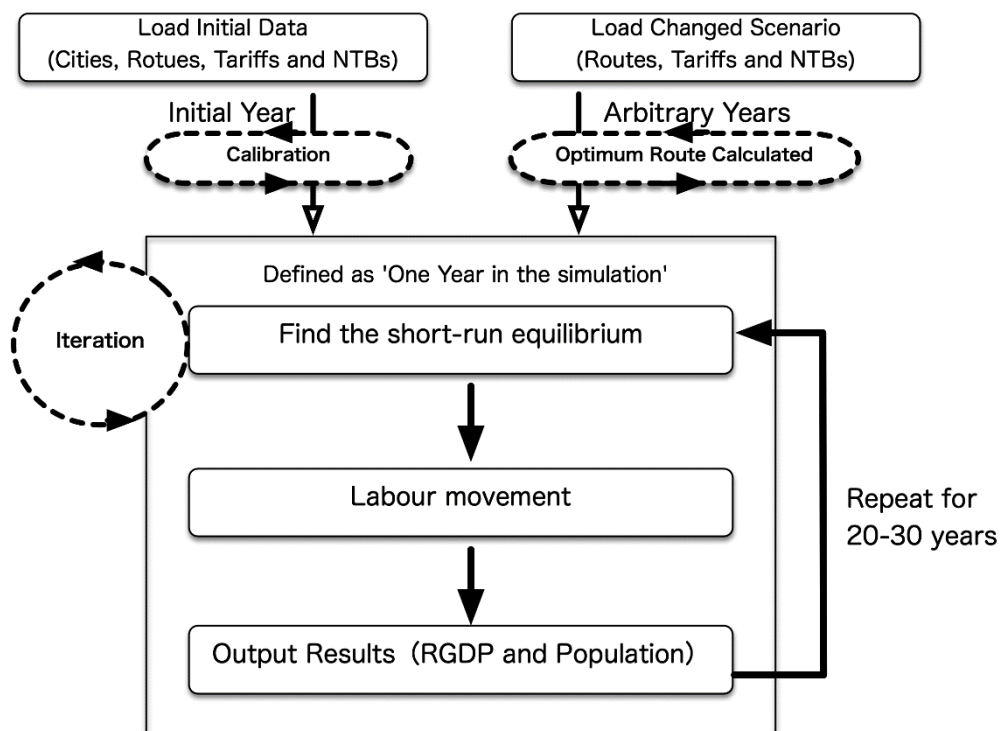 Load Initial Data
(Cities, Rotues, Tariffs and NTBs)
Load Changed Scenario
(Routes, Tariffs and NTBs)
Initial Year
Arbitrary Years
Calibration
Optimum Route Calculated
Defined as 'One Year in the simulation'
Iteration
Find the short-run equilibrium
Labour movement
Repeat for
20-30 years
Output Results（RGDP and Population）